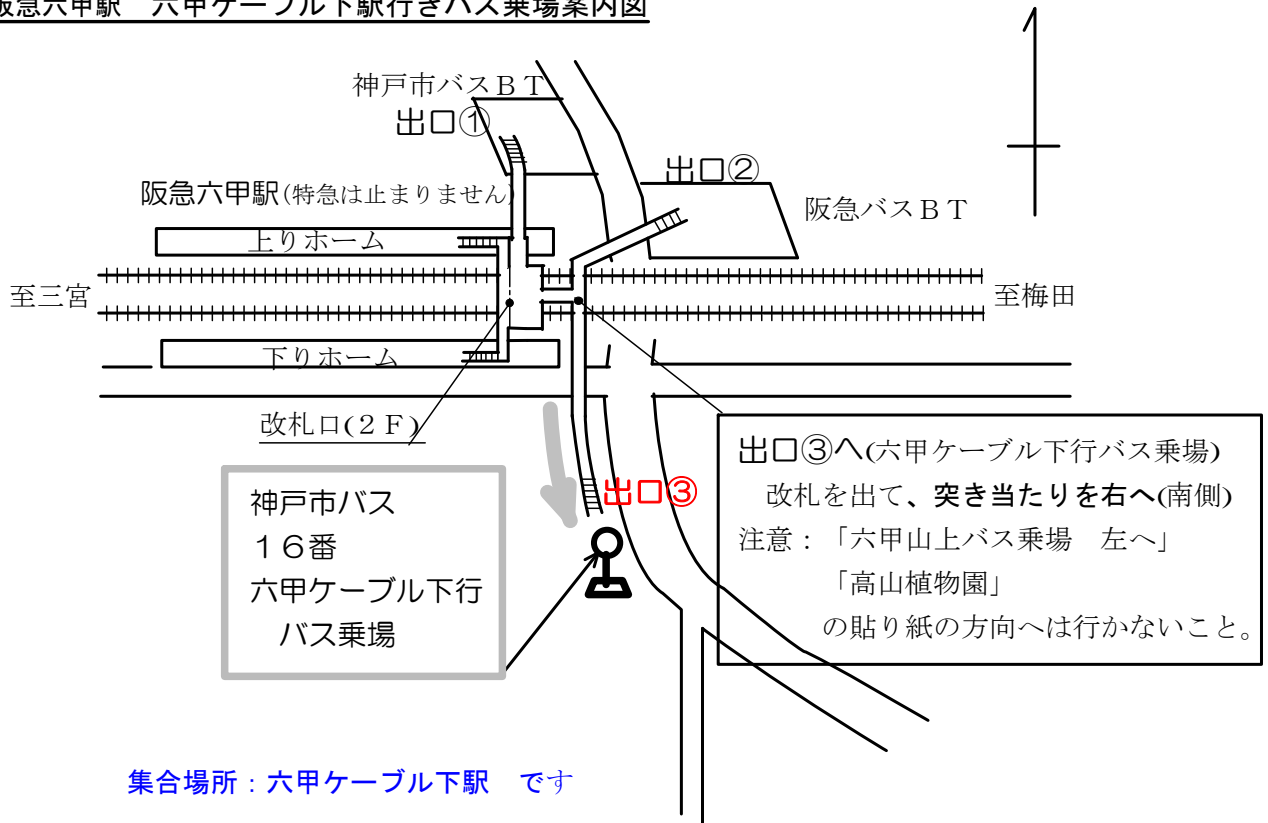 阪急六甲駅　六甲ケーブル下駅行きバス乗場案内図
神戸市バスＢＴ
出口①
出口②
阪急六甲駅(特急は止まりません)
阪急バスＢＴ
上りホーム
至三宮
至梅田
下りホーム
改札口(２Ｆ)
出口③へ(六甲ケーブル下行バス乗場)
改札を出て、突き当たりを右へ(南側)
注意：「六甲山上バス乗場　左へ」
「高山植物園」
の貼り紙の方向へは行かないこと。
神戸市バス
１６番
六甲ケーブル下行
バス乗場
出口③
集合場所：六甲ケーブル下駅　です